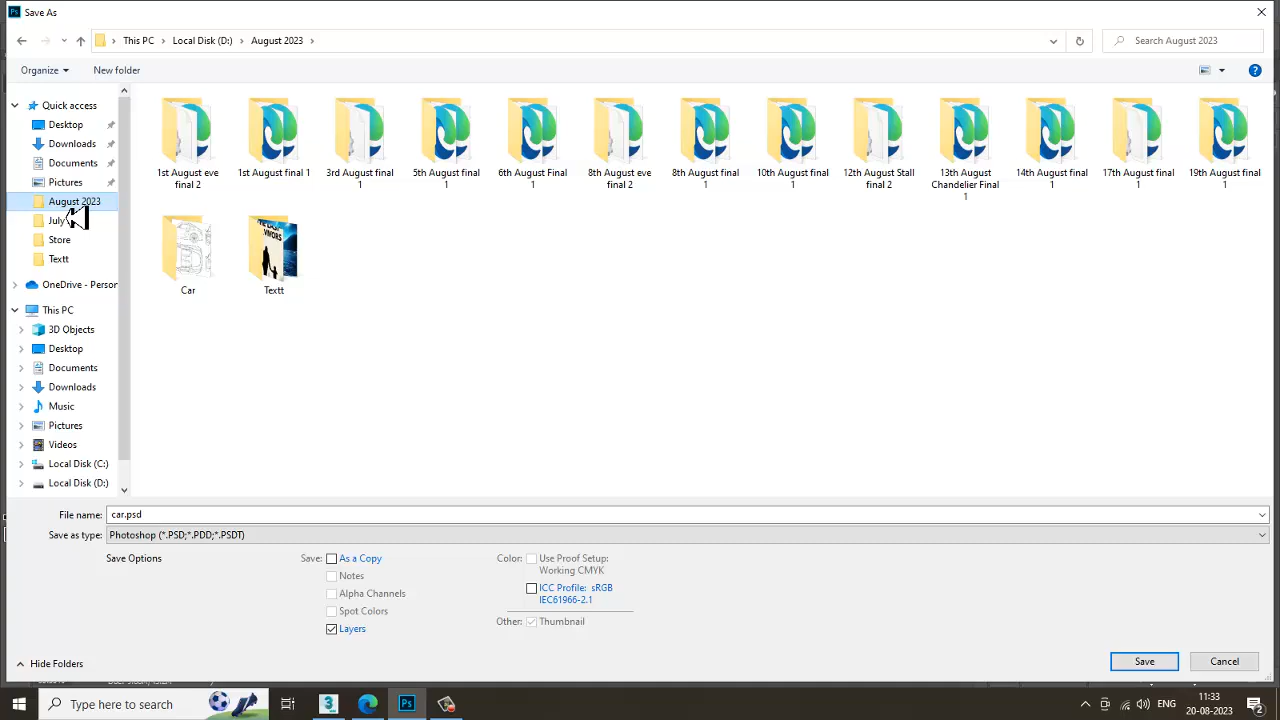 Save As
This PC
Local Disk (D:)
August 2023
Search August 2023
Organize
New folder
Quick access
Desktop
Downloads
Documents
Pictures
August 2023
July
Store
Textt
OneDrive - Person
This PC
3D Objects
Desktop
Documents
Downloads
Music
Pictures
Videos
Local Disk (C:)
Local Disk (D:)
1st August eve
final 2
1st August final 1
3rd August final
1
5th August final
1
6th August Final
1
8th August eve
final 2
8th August final
1
10th August final
1
12th August Stall
final 2
13th August
Chandelier Final
1
14th August final
1
17th August final
1
19th August final
1
Car
Textt
File name:
car.psd
Save as type:
Photoshop (*.PSD;*.PDD;*.PSDT)
Save Options
Save:
As a Copy
Notes
Alpha Channels
Spot Colors
Layers
Color:
Use Proof Setup:
Working CMYK
ICC Profile: sRGB
IEC61966-2.1
Other:
Thumbnail
Hide Folders
Save
Cancel
Type here to search
ENG
11:33
20-08-2023
2